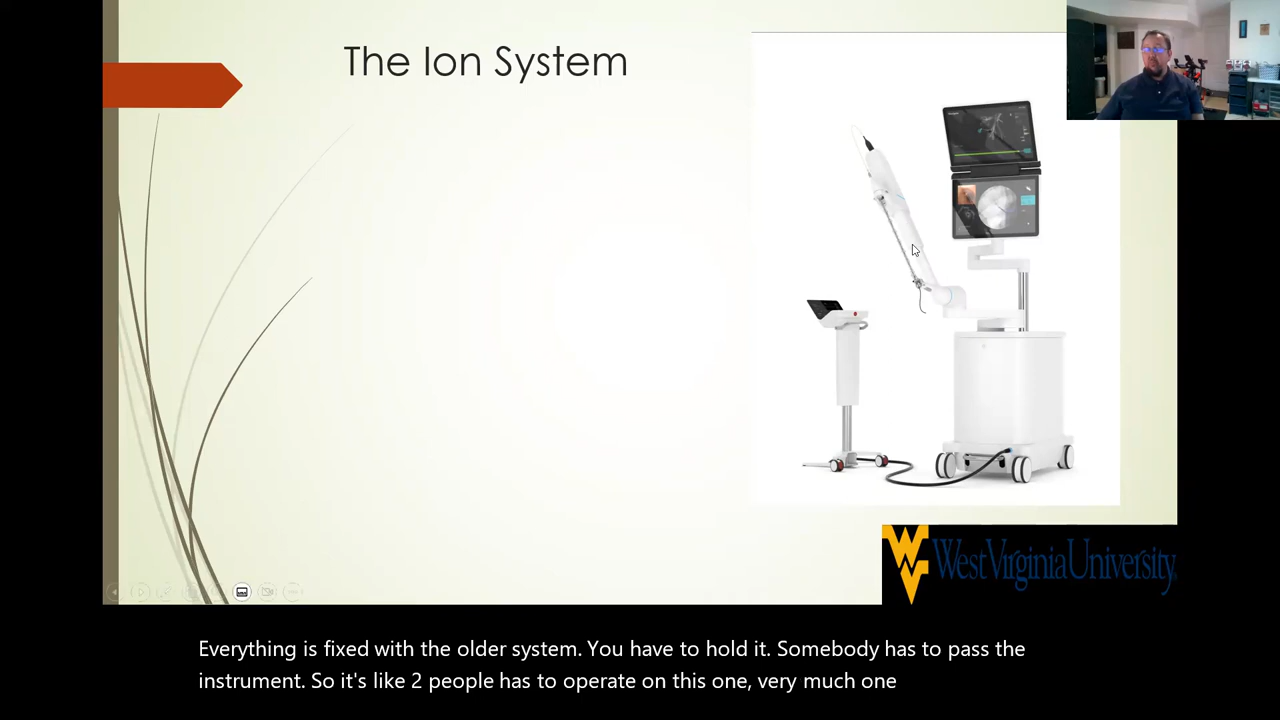 The Ion System
West Virginia University
Everything is fixed with the older system. You have to hold it. Somebody has to pass the
instrument. So it's like 2 people has to operate on this one, very much one